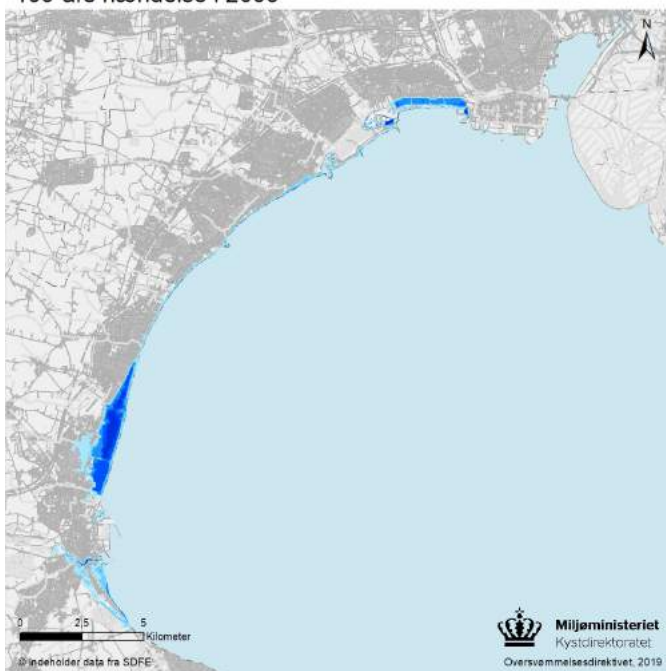 N
0 2,5 5
Kilometer
© Indeholder data fra SDFE
Miljøministeriet
Kystdirektoratet
Oversvømmelsesdirektivet, 2019